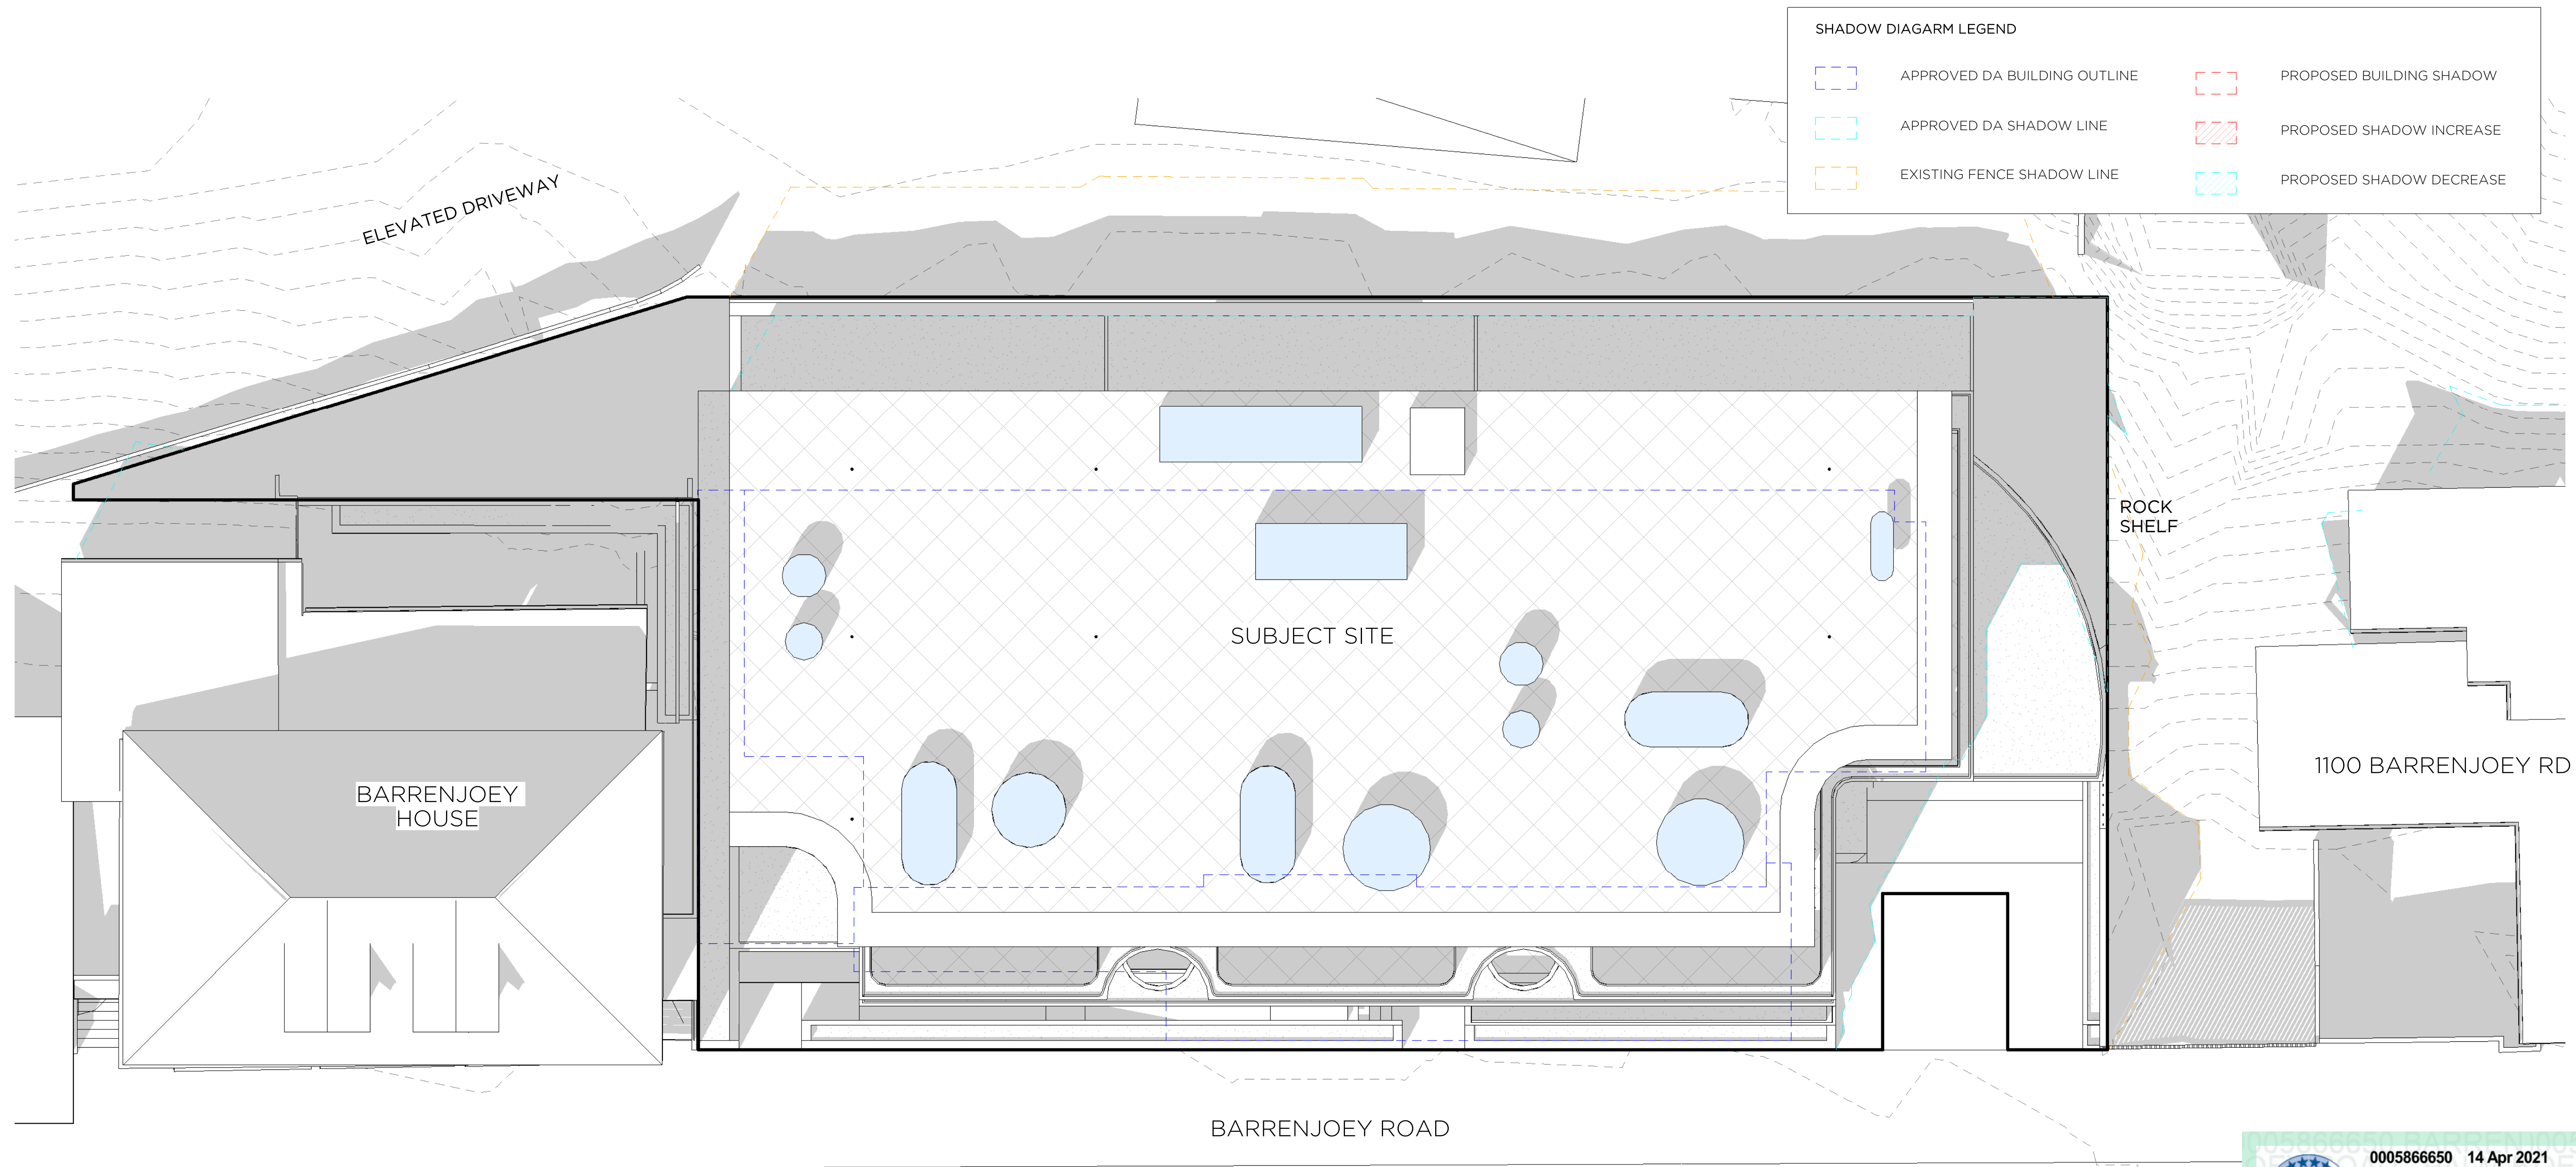 SHADOW DIAGARM LEGEND
APPROVED DA BUILDING OUTLINE
PROPOSED BUILDING SHADOW
APPROVED DA SHADOW LINE
PROPOSED SHADOW INCREASE
EXISTING FENCE SHADOW LINE
PROPOSED SHADOW DECREASE
ELEVATED DRIVEWAY
ROCK
SHELF
SUBJECT SITE
1100 BARRENJOEY RD
BARRENJOEY
HOUSE
BARRENJOEY ROAD
0005866650 14 Apr 2021